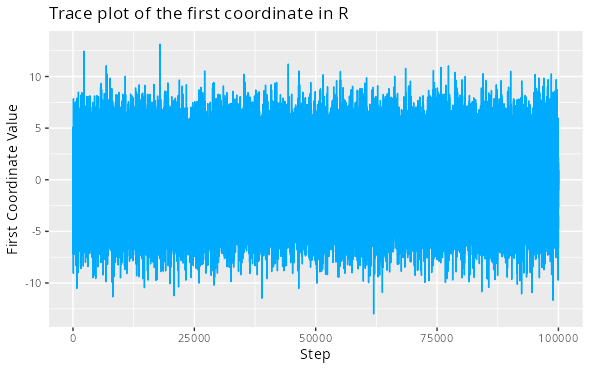 Trace plot of the first coordinate in R
First Coordinate Value
10
5
0
-5
-10
0 25000 50000 75000 100000
Step